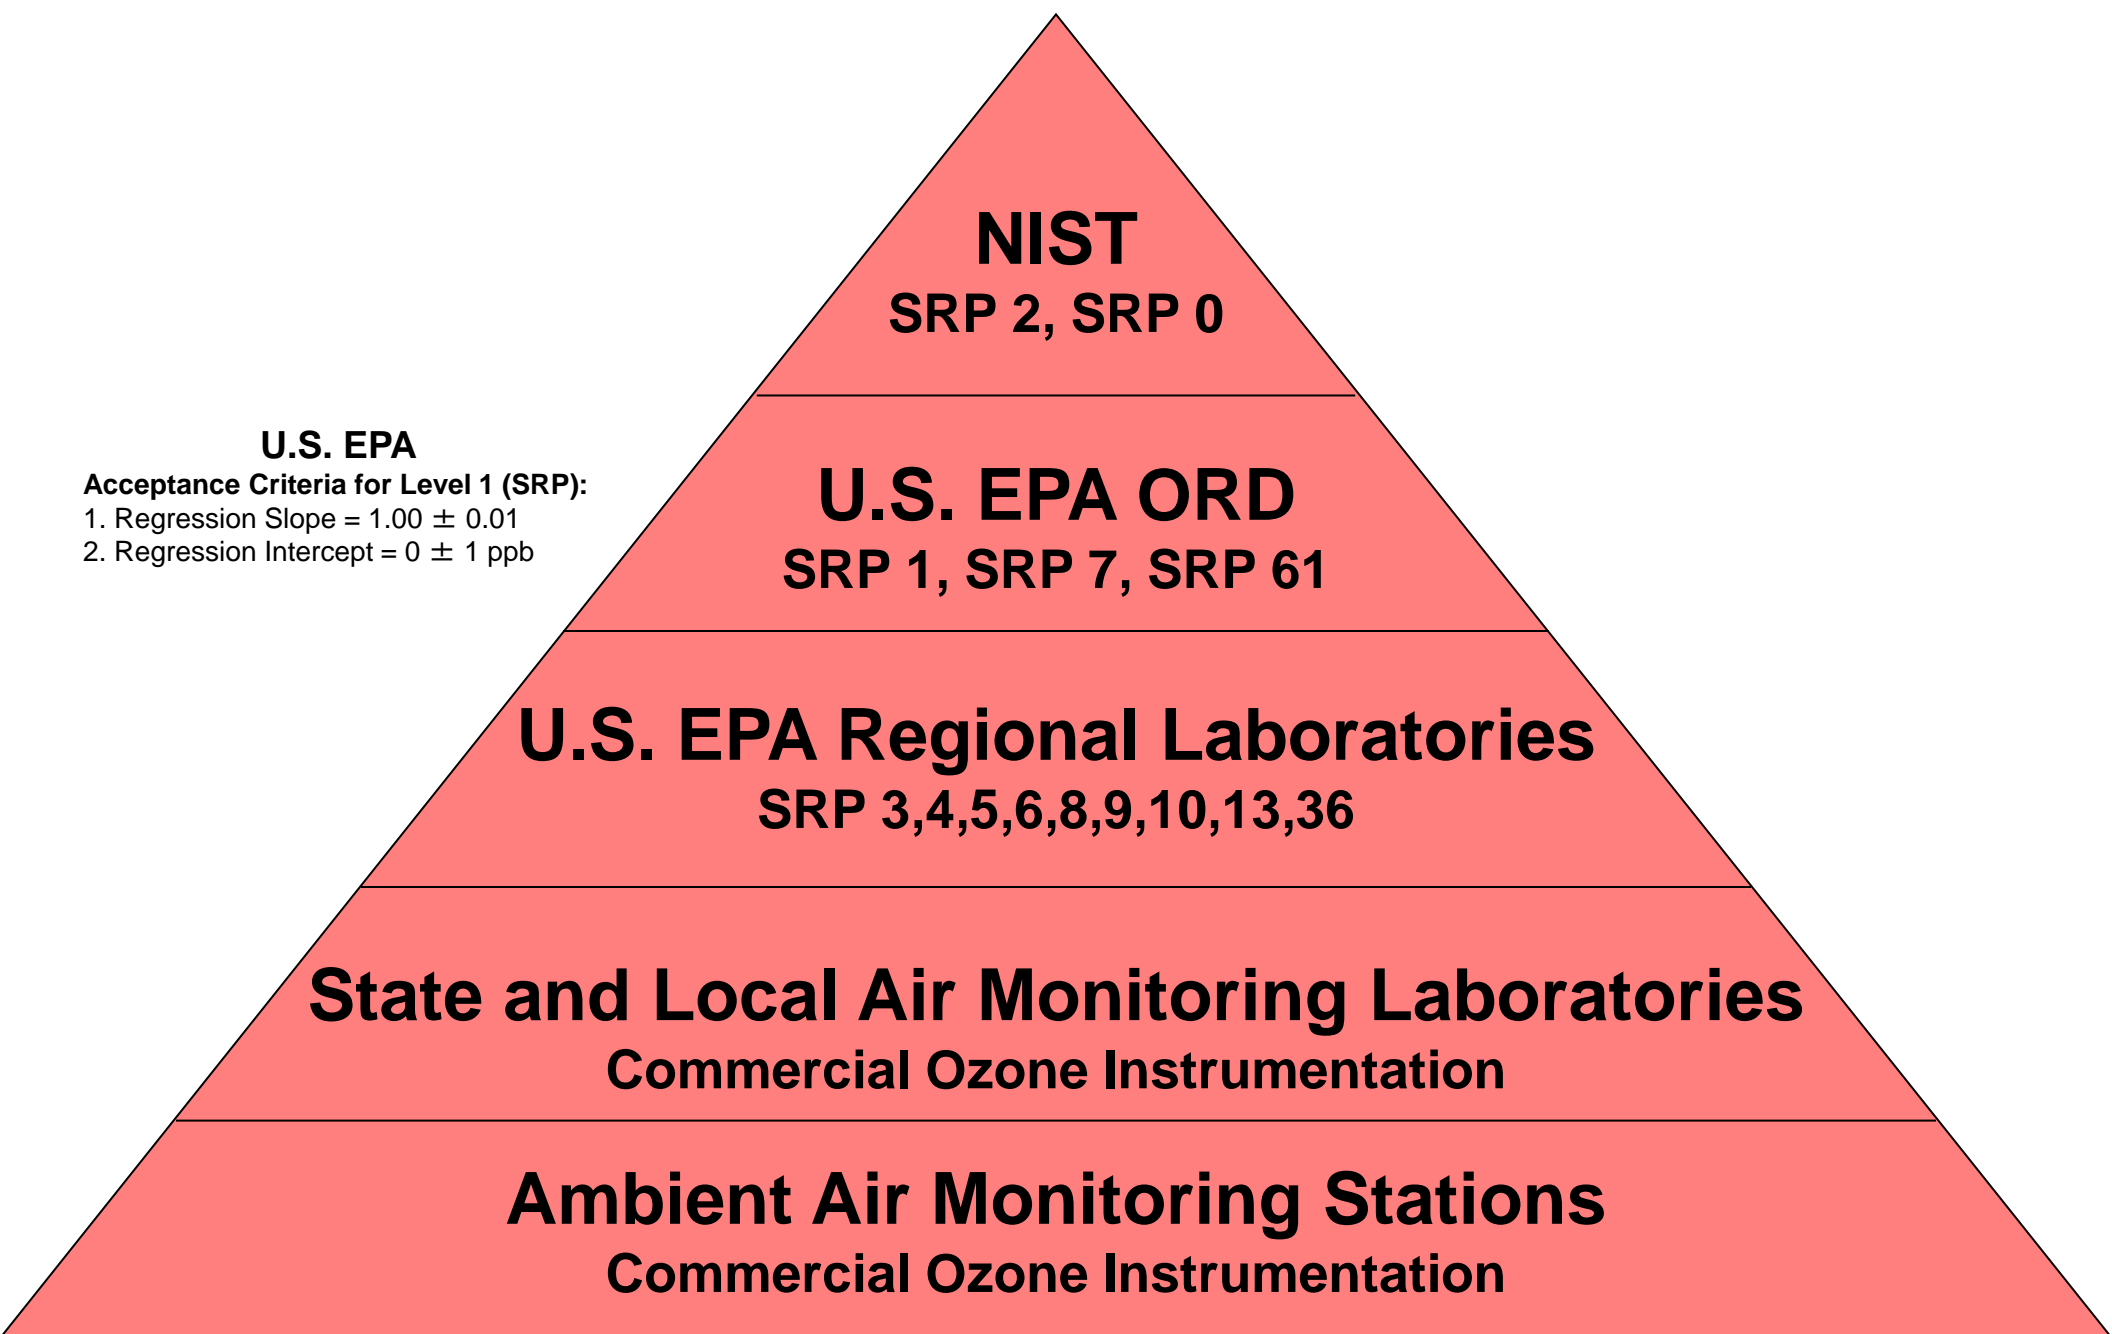 NIST
SRP 2, SRP 0
U.S. EPA
Acceptance Criteria for Level 1 (SRP):
1. Regression Slope = 1.00 ± 0.01
2. Regression Intercept = 0 ± 1 ppb
U.S. EPA ORD
SRP 1, SRP 7, SRP 61
U.S. EPA Regional Laboratories
SRP 3,4,5,6,8,9,10,13,36
State and Local Air Monitoring Laboratories
Commercial Ozone Instrumentation
Ambient Air Monitoring Stations
Commercial Ozone Instrumentation